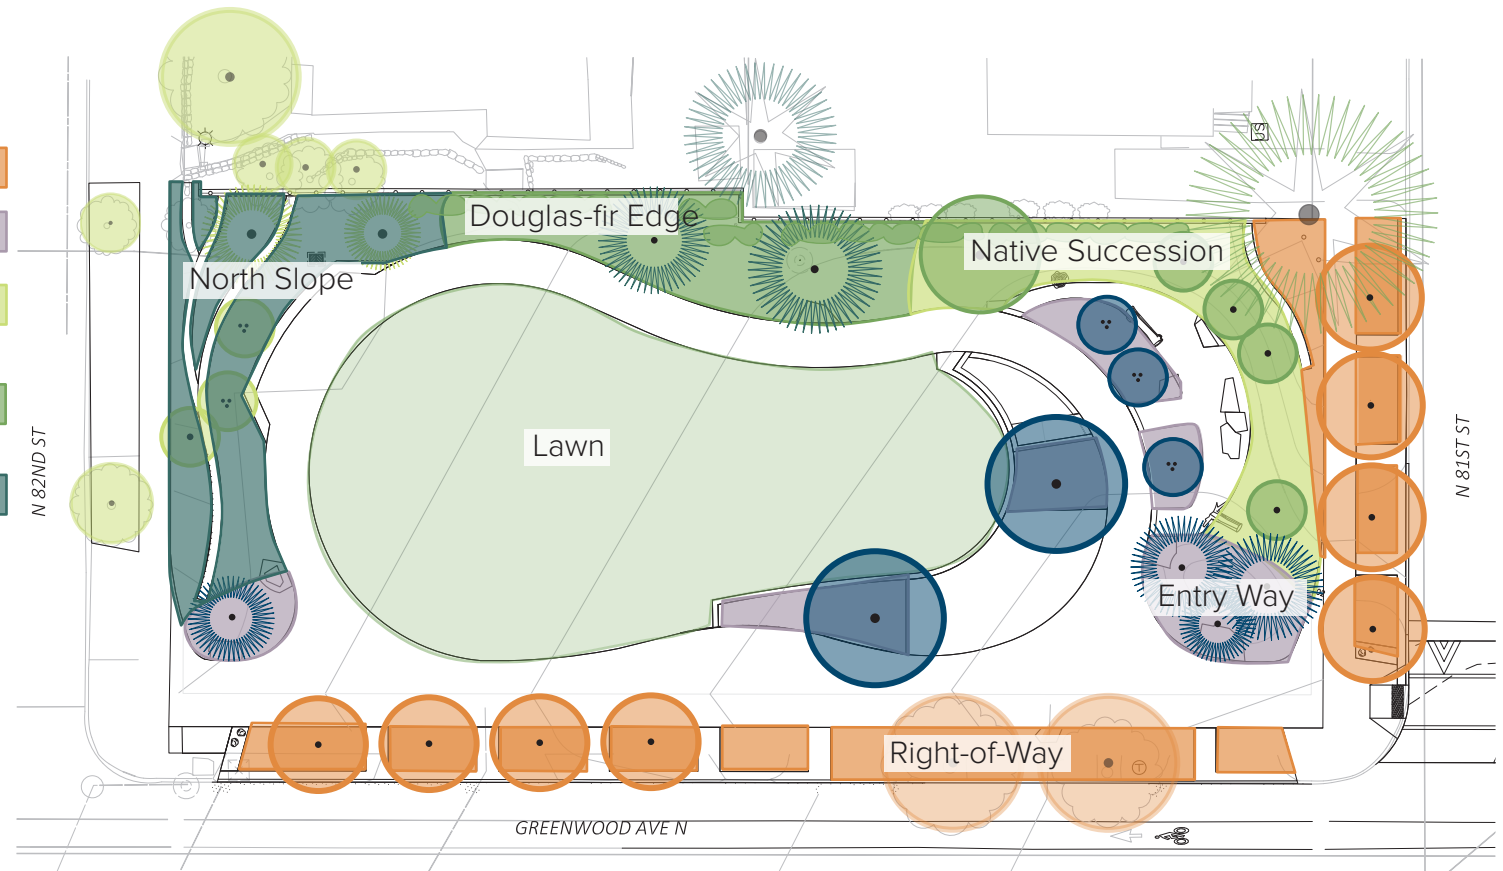 Douglas-fir Edge
Native Succession
North Slope
Lawn
N 82ND ST
N 81ST ST
Entry Way
Right-of-Way
GREENWOOD AVE N